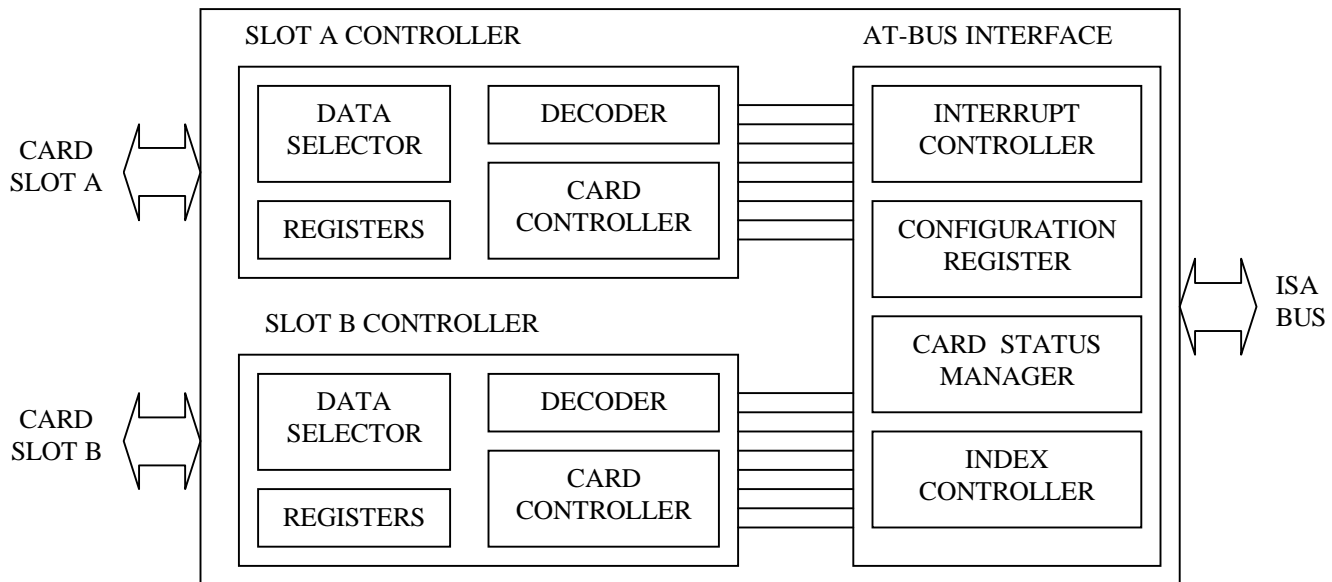 SLOT A CONTROLLER
AT-BUS INTERFACE
DATA
SELECTOR
DECODER
REGISTERS
CARD
CONTROLLER
INTERRUPT
CONTROLLER
CARD
SLOT A
CONFIGURATION
REGISTER
ISA
BUS
SLOT B CONTROLLER
CARD STATUS
MANAGER
DATA
SELECTOR
DECODER
CARD
SLOT B
REGISTERS
CARD
CONTROLLER
INDEX
CONTROLLER